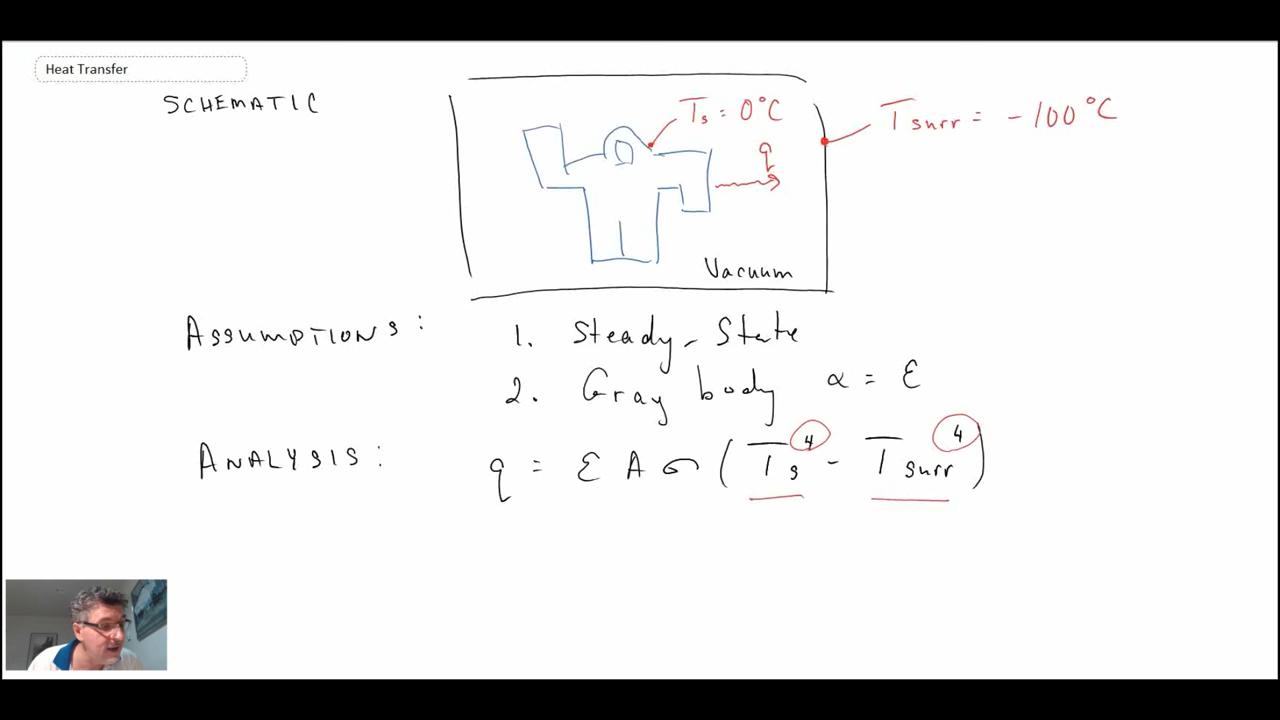 Heat Transfer
SCHEMATIC
Ts = 0°C
Tsurr = -100°C
q
Vacuum
ASSUMPTIONS:
1. Steady-State
2. Gray body α = ε
ANALYSIS:
q = ε A σ (Ts⁴ - Tsurr⁴)